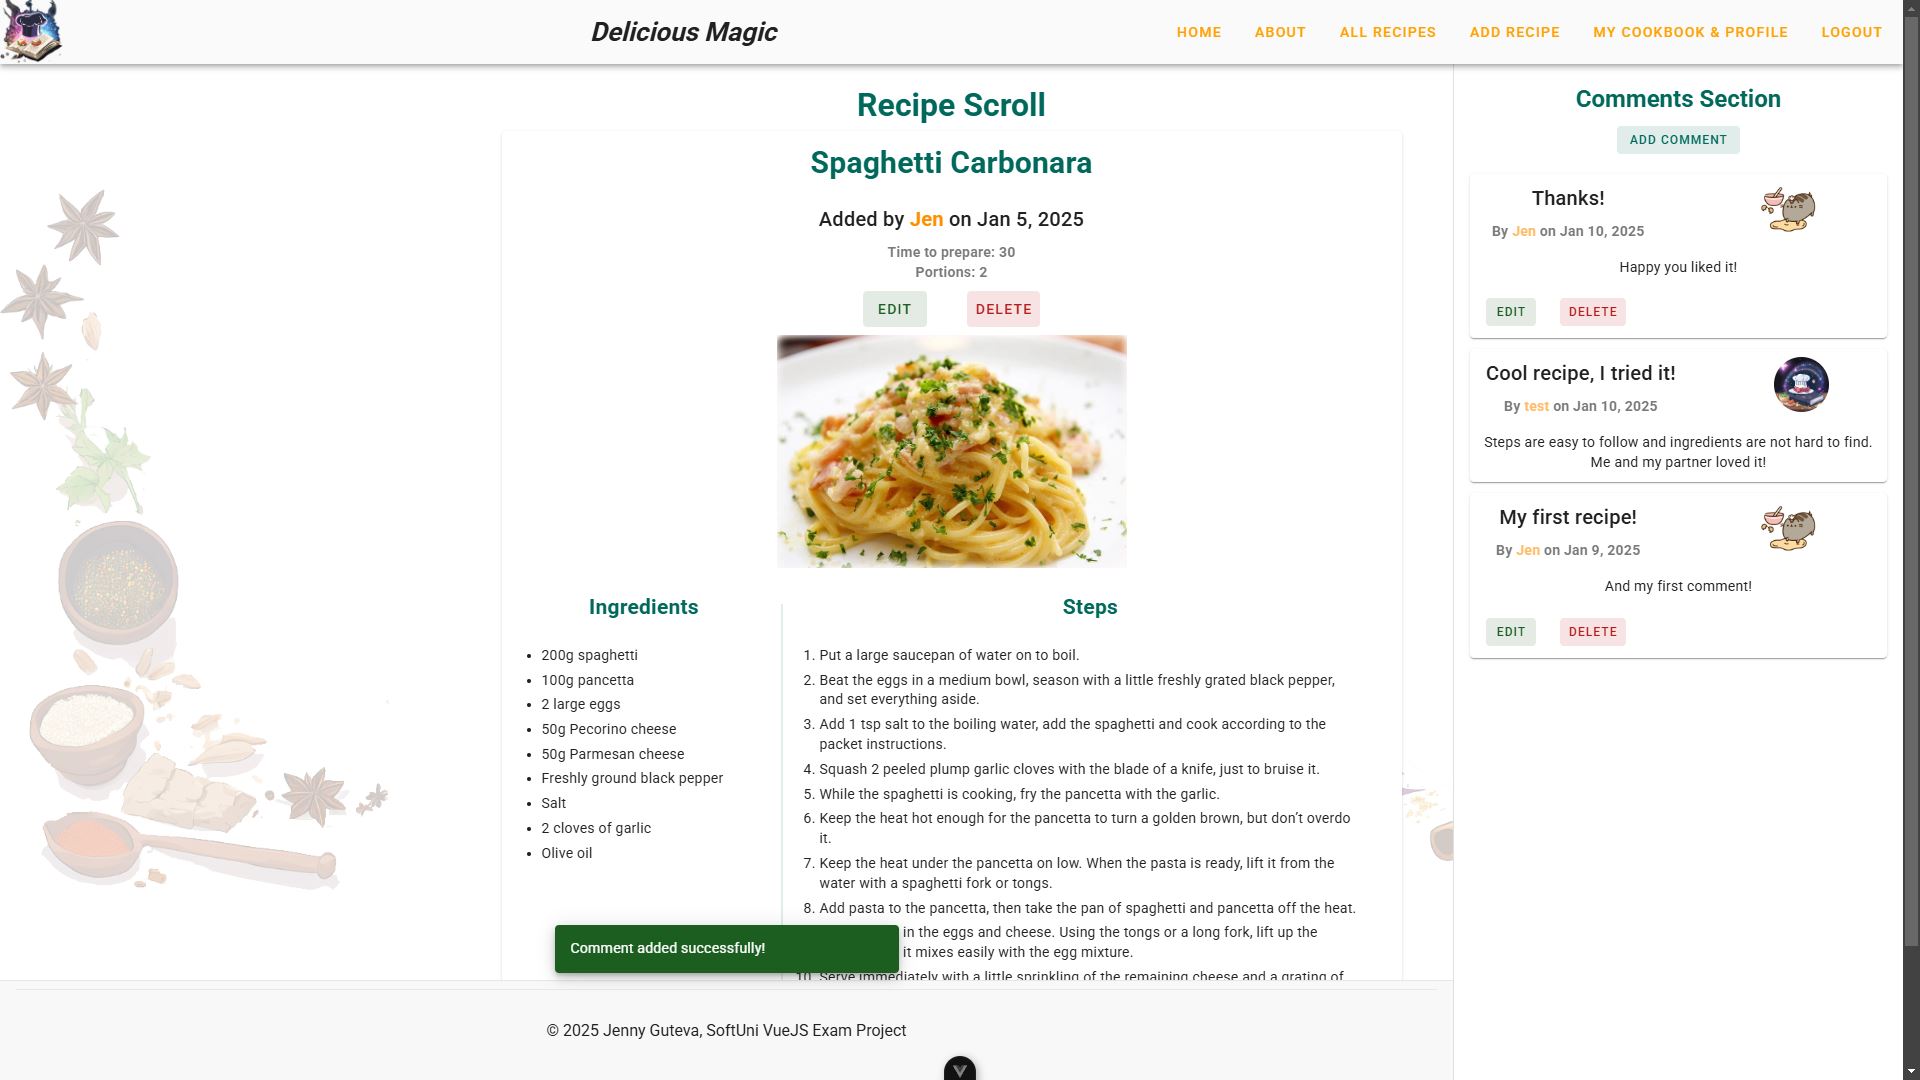 Delicious Magic
HOME
ABOUT
ALL RECIPES
ADD RECIPE
MY COOKBOOK & PROFILE
LOGOUT
Recipe Scroll
Spaghetti Carbonara
Added by Jen on Jan 5, 2025
Time to prepare: 30
Portions: 2
EDIT
DELETE
Ingredients
• 200g spaghetti
• 100g pancetta
• 2 large eggs
• 50g Pecorino cheese
• 50g Parmesan cheese
• Freshly ground black pepper
• Salt
• 2 cloves of garlic
• Olive oil
Steps
1. Put a large saucepan of water on to boil.
2. Beat the eggs in a medium bowl, season with a little freshly grated black pepper,
and set everything aside.
3. Add 1 tsp salt to the boiling water, add the spaghetti and cook according to the
packet instructions.
4. Squash 2 peeled plump garlic cloves with the blade of a knife, just to bruise it.
5. While the spaghetti is cooking, fry the pancetta with the garlic.
6. Keep the heat hot enough for the pancetta to turn a golden brown, but don’t overdo
it.
7. Keep the heat under the pancetta on low. When the pasta is ready, lift it from the
water with a spaghetti fork or tongs.
8. Add pasta to the pancetta, then take the pan of spaghetti and pancetta off the heat.
in the eggs and cheese. Using the tongs or a long fork, lift up the
it mixes easily with the egg mixture.
10. Serve immediately with a little sprinkling of the remaining cheese and a grating of
Comment added successfully!
© 2025 Jenny Guteva, SoftUni VueJS Exam Project
Comments Section
ADD COMMENT
Thanks!
By Jen on Jan 10, 2025
Happy you liked it!
EDIT
DELETE
Cool recipe, I tried it!
By test on Jan 10, 2025
Steps are easy to follow and ingredients are not hard to find.
Me and my partner loved it!
My first recipe!
By Jen on Jan 9, 2025
And my first comment!
EDIT
DELETE